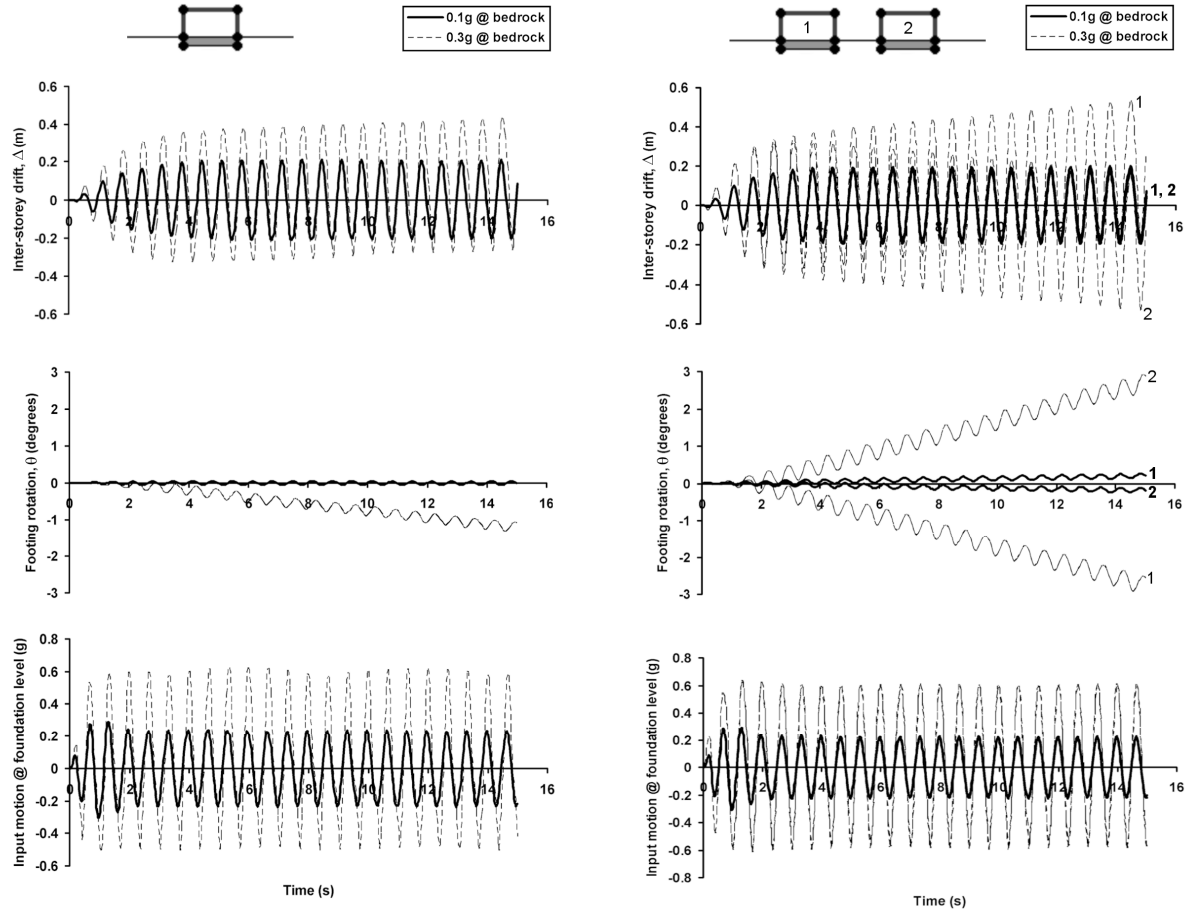 0.1g @ bedrock
0.3g @ bedrock
Inter-storey drift, Δ (m)
0.6
0.4
0.2
0
-0.2
-0.4
-0.6
0 2 4 6 8 10 12 14 16
Footing rotation, θ (degrees)
3
2
1
0
-1
-2
-3
0 2 4 6 8 10 12 14 16
Input motion @ foundation level (g)
0.8
0.6
0.4
0.2
0
-0.2
-0.4
-0.6
0 2 4 6 8 10 12 14 16
Time (s)
1 2
0.1g @ bedrock
0.3g @ bedrock
Inter-storey drift, Δ (m)
0.6
0.4
0.2
0
-0.2
-0.4
-0.6
0 2 4 6 8 10 12 14 16
1
1, 2
2
Footing rotation, θ (degrees)
3
2
1
0
-1
-2
-3
0 2 4 6 8 10 12 14 16
2
1
2
1
Input motion @ foundation level (g)
0.8
0.6
0.4
0.2
0
-0.2
-0.4
-0.6
-0.8
0 2 4 6 8 10 12 14 16
Time (s)